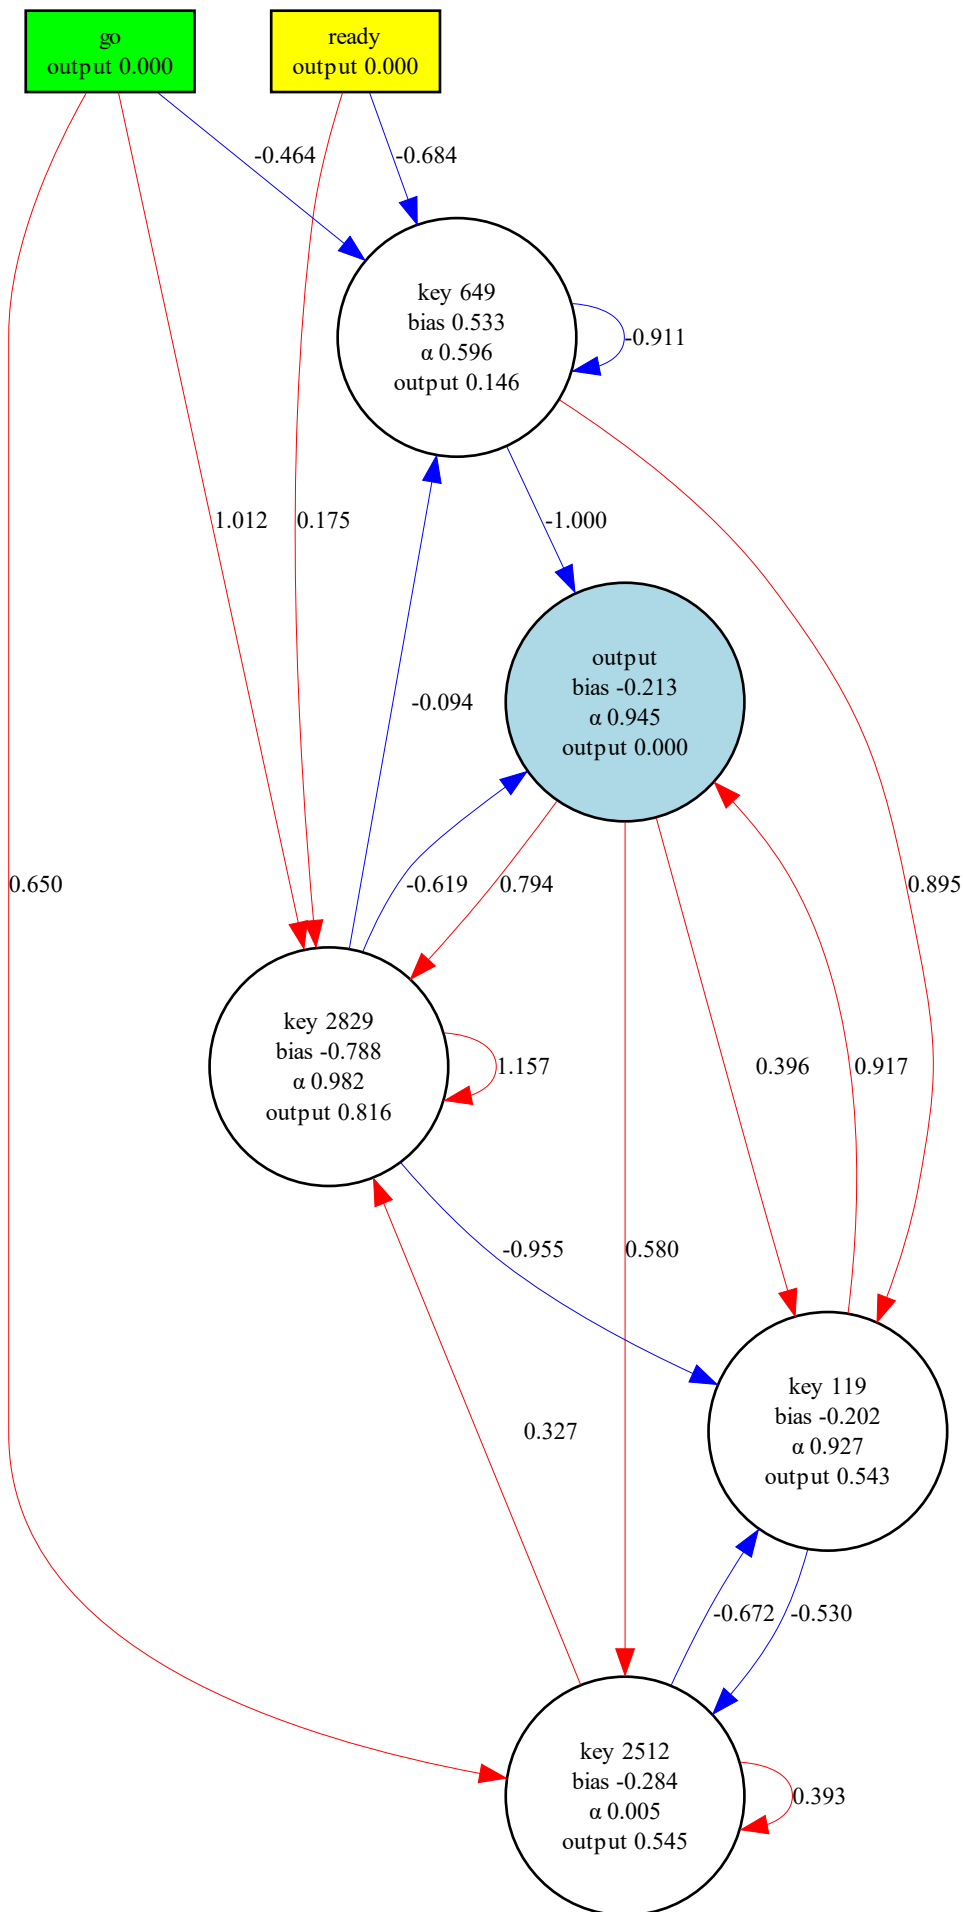 go
output 0.000
ready
output 0.000
-0.464
-0.684
key 649
bias 0.533
α 0.596
output 0.146
-0.911
1.012
0.175
-1.000
output
bias -0.213
α 0.945
output 0.000
-0.094
0.650
-0.619
0.794
0.895
key 2829
bias -0.788
α 0.982
output 0.816
1.157
0.396
0.917
-0.955
0.580
key 119
bias -0.202
α 0.927
output 0.543
0.327
-0.672
-0.530
key 2512
bias -0.284
α 0.005
output 0.545
0.393